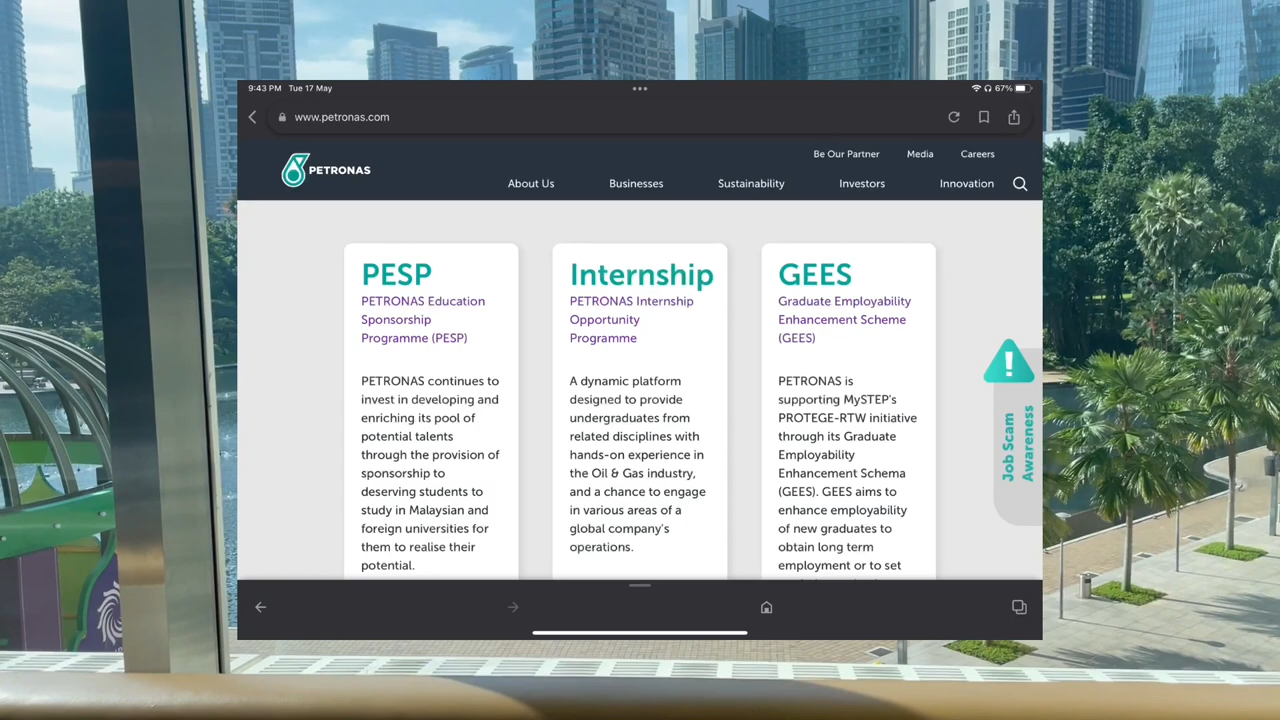 9:43 PM Tue 17 May
67%
www.petronas.com
Be Our Partner Media Careers
PETRONAS
About Us Businesses Sustainability Investors Innovation
PESP
PETRONAS Education
Sponsorship
Programme (PESP)
PETRONAS continues to
invest in developing and
enriching its pool of
potential talents
through the provision of
sponsorship to
deserving students to
study in Malaysian and
foreign universities for
them to realise their
potential.
Internship
PETRONAS Internship
Opportunity
Programme
A dynamic platform
designed to provide
undergraduates from
related disciplines with
hands-on experience in
the Oil & Gas industry,
and a chance to engage
in various areas of a
global company's
operations.
GEES
Graduate Employability
Enhancement Scheme
(GEES)
PETRONAS is
supporting MySTEP's
PROTEGE-RTW initiative
through its Graduate
Employability
Enhancement Schema
(GEES). GEES aims to
enhance employability
of new graduates to
obtain long term
employment or to set
Job Scam
Awareness